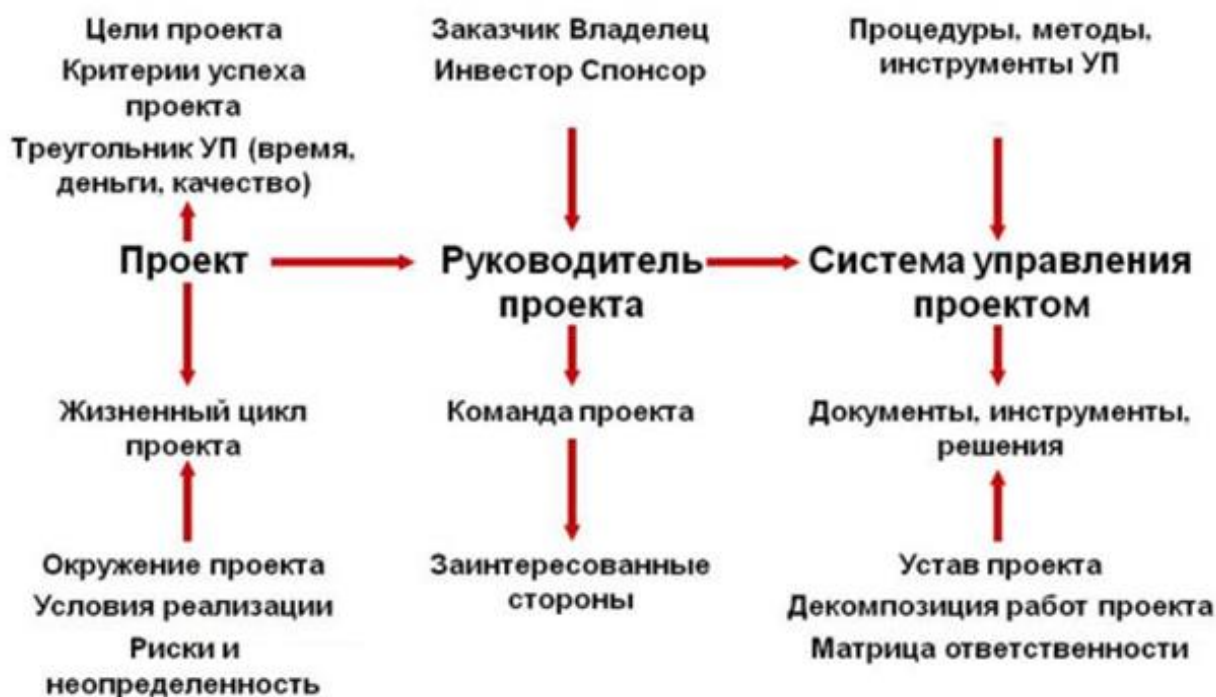 Цели проекта
Критерии успеха
проекта
Треугольник УП (время,
деньги, качество)
Заказчик Владелец
Инвестор Спонсор
Процедуры, методы,
инструменты УП
Проект
Руководитель
проекта
Система управления
проектом
Жизненный цикл
проекта
Команда проекта
Документы, инструменты,
решения
Окружение проекта
Условия реализации
Риски и
неопределенность
Заинтересованные
стороны
Устав проекта
Декомпозиция работ проекта
Матрица ответственности